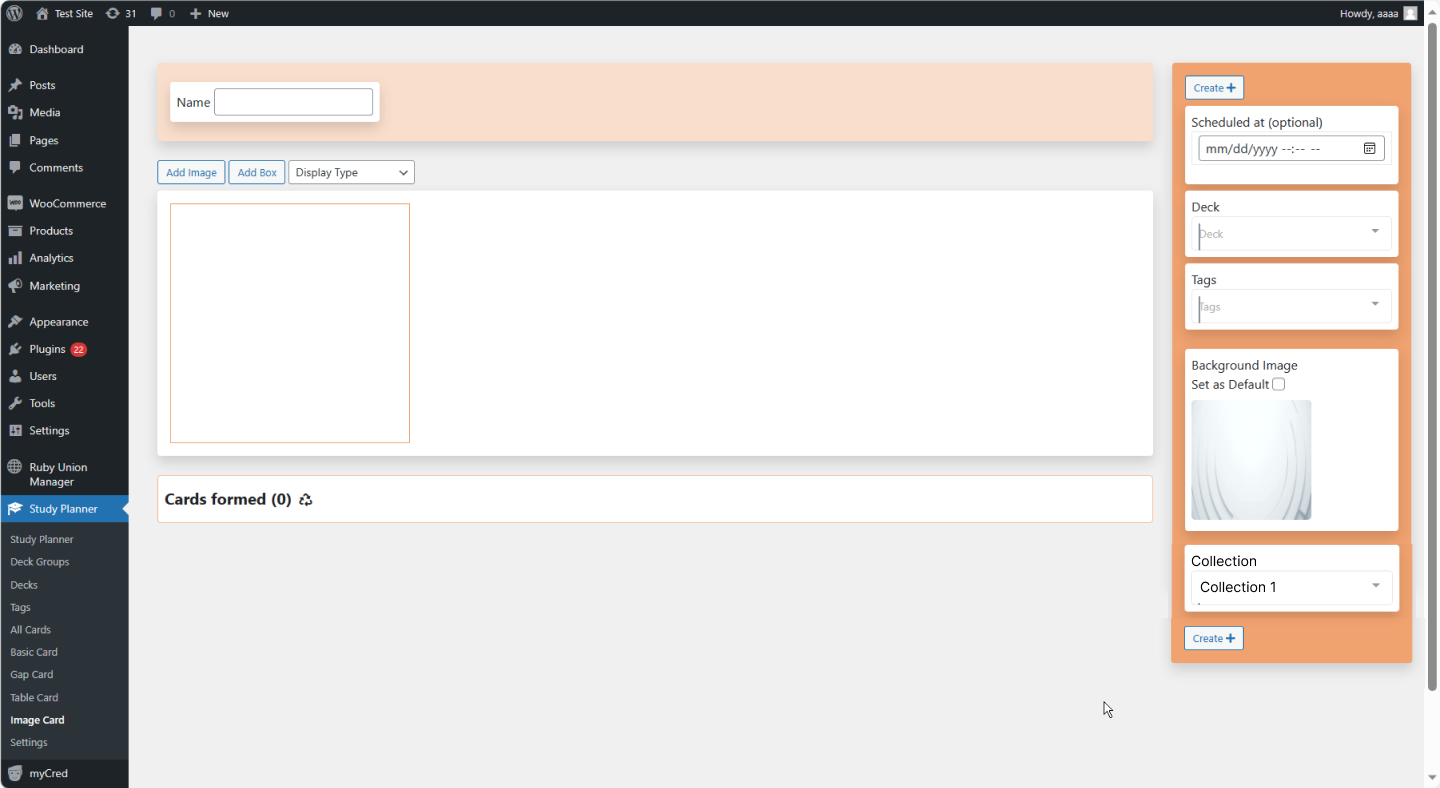 Test Site
31
0
New
Howdy, aaaa
Dashboard
Posts
Media
Pages
Comments
WooCommerce
Products
Analytics
Marketing
Appearance
Plugins 22
Users
Tools
Settings
Ruby Union
Manager
Study Planner
Study Planner
Deck Groups
Decks
Tags
All Cards
Basic Card
Gap Card
Table Card
Image Card
Settings
myCred
Name
Add Image
Add Box
Display Type
Cards formed (0)
Create
Scheduled at (optional)
mm/dd/yyyy --:-- --
Deck
Deck
Tags
Tags
Background Image
Set as Default
Collection
Collection 1
Create